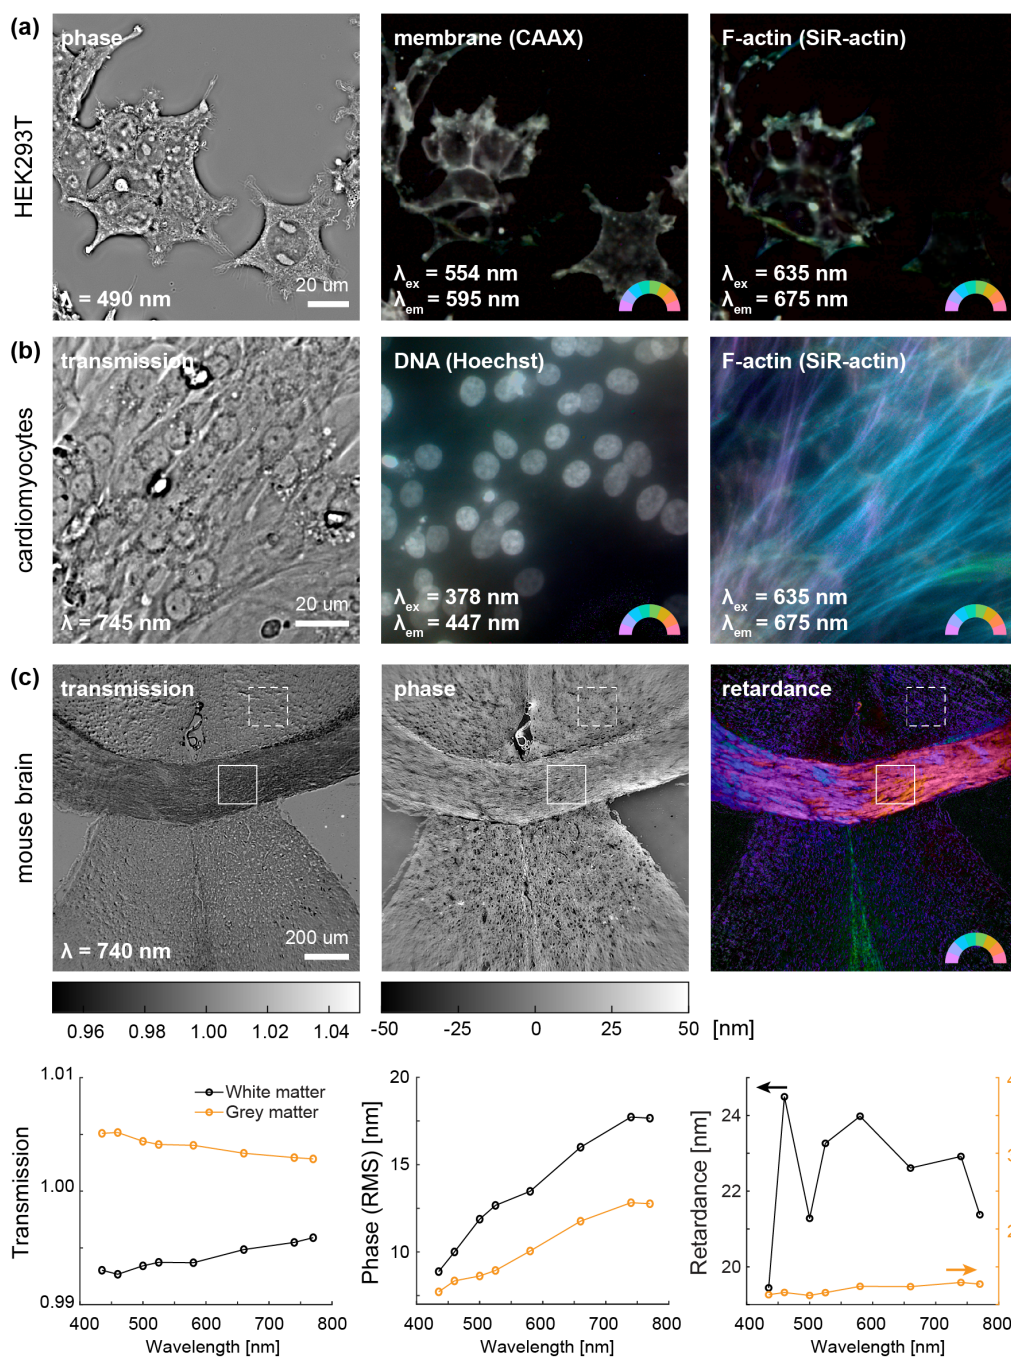 (a)
HEK293T
phase
λ = 490 nm
20 um
membrane (CAAX)
λex = 554 nm
λem = 595 nm
F-actin (SiR-actin)
λex = 635 nm
λem = 675 nm
(b)
cardiomyocytes
transmission
λ = 745 nm
20 um
DNA (Hoechst)
λex = 378 nm
λem = 447 nm
F-actin (SiR-actin)
λex = 635 nm
λem = 675 nm
(c)
mouse brain
transmission
λ = 740 nm
200 um
phase
retardance
0.96 0.98 1.00 1.02 1.04
-50 -25 0 25 50 [nm]
Transmission
1.01
1.00
0.99
White matter
Grey matter
400 500 600 700 800
Wavelength [nm]
Phase (RMS) [nm]
20
15
10
400 500 600 700 800
Wavelength [nm]
Retardance [nm]
24
22
20
4
3
2
400 500 600 700 800
Wavelength [nm]